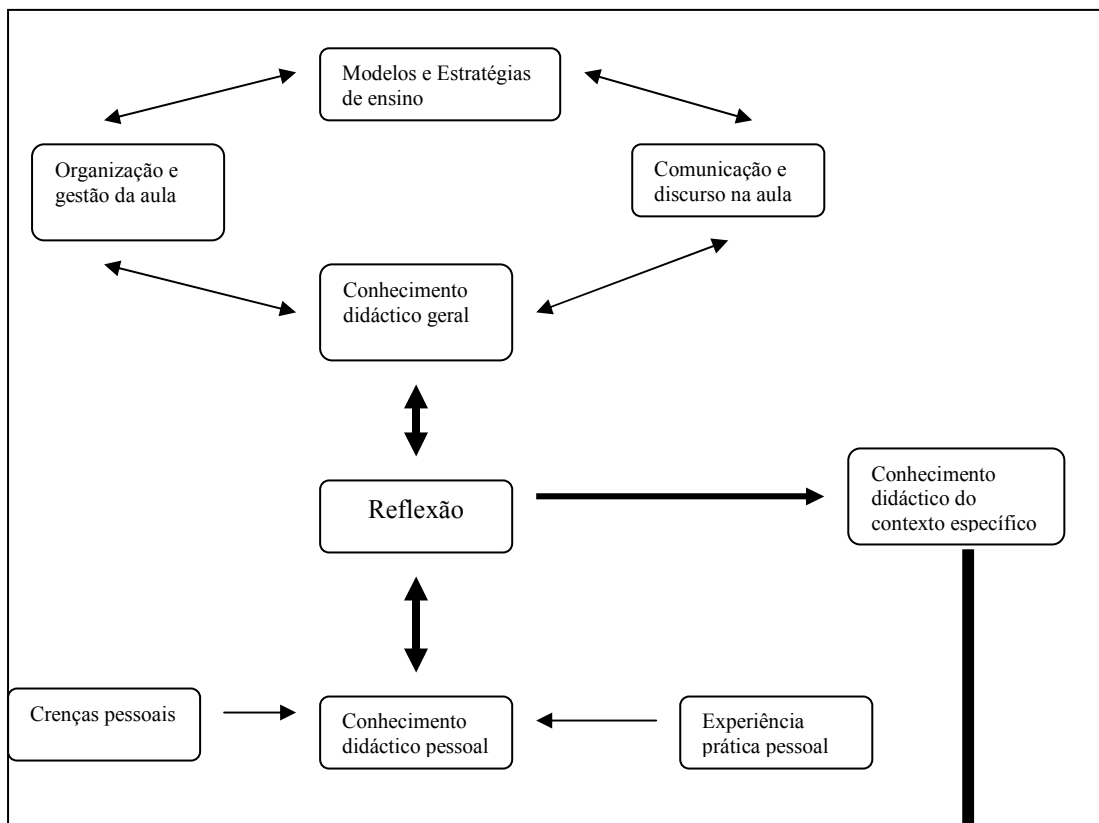 Modelos e Estratégias
de ensino
Organização e
gestão da aula
Comunicação e
discurso na aula
Conhecimento
didáctico geral
Reflexão
Conhecimento
didáctico do
contexto específico
Crenças pessoais
Conhecimento
didáctico pessoal
Experiência
prática pessoal